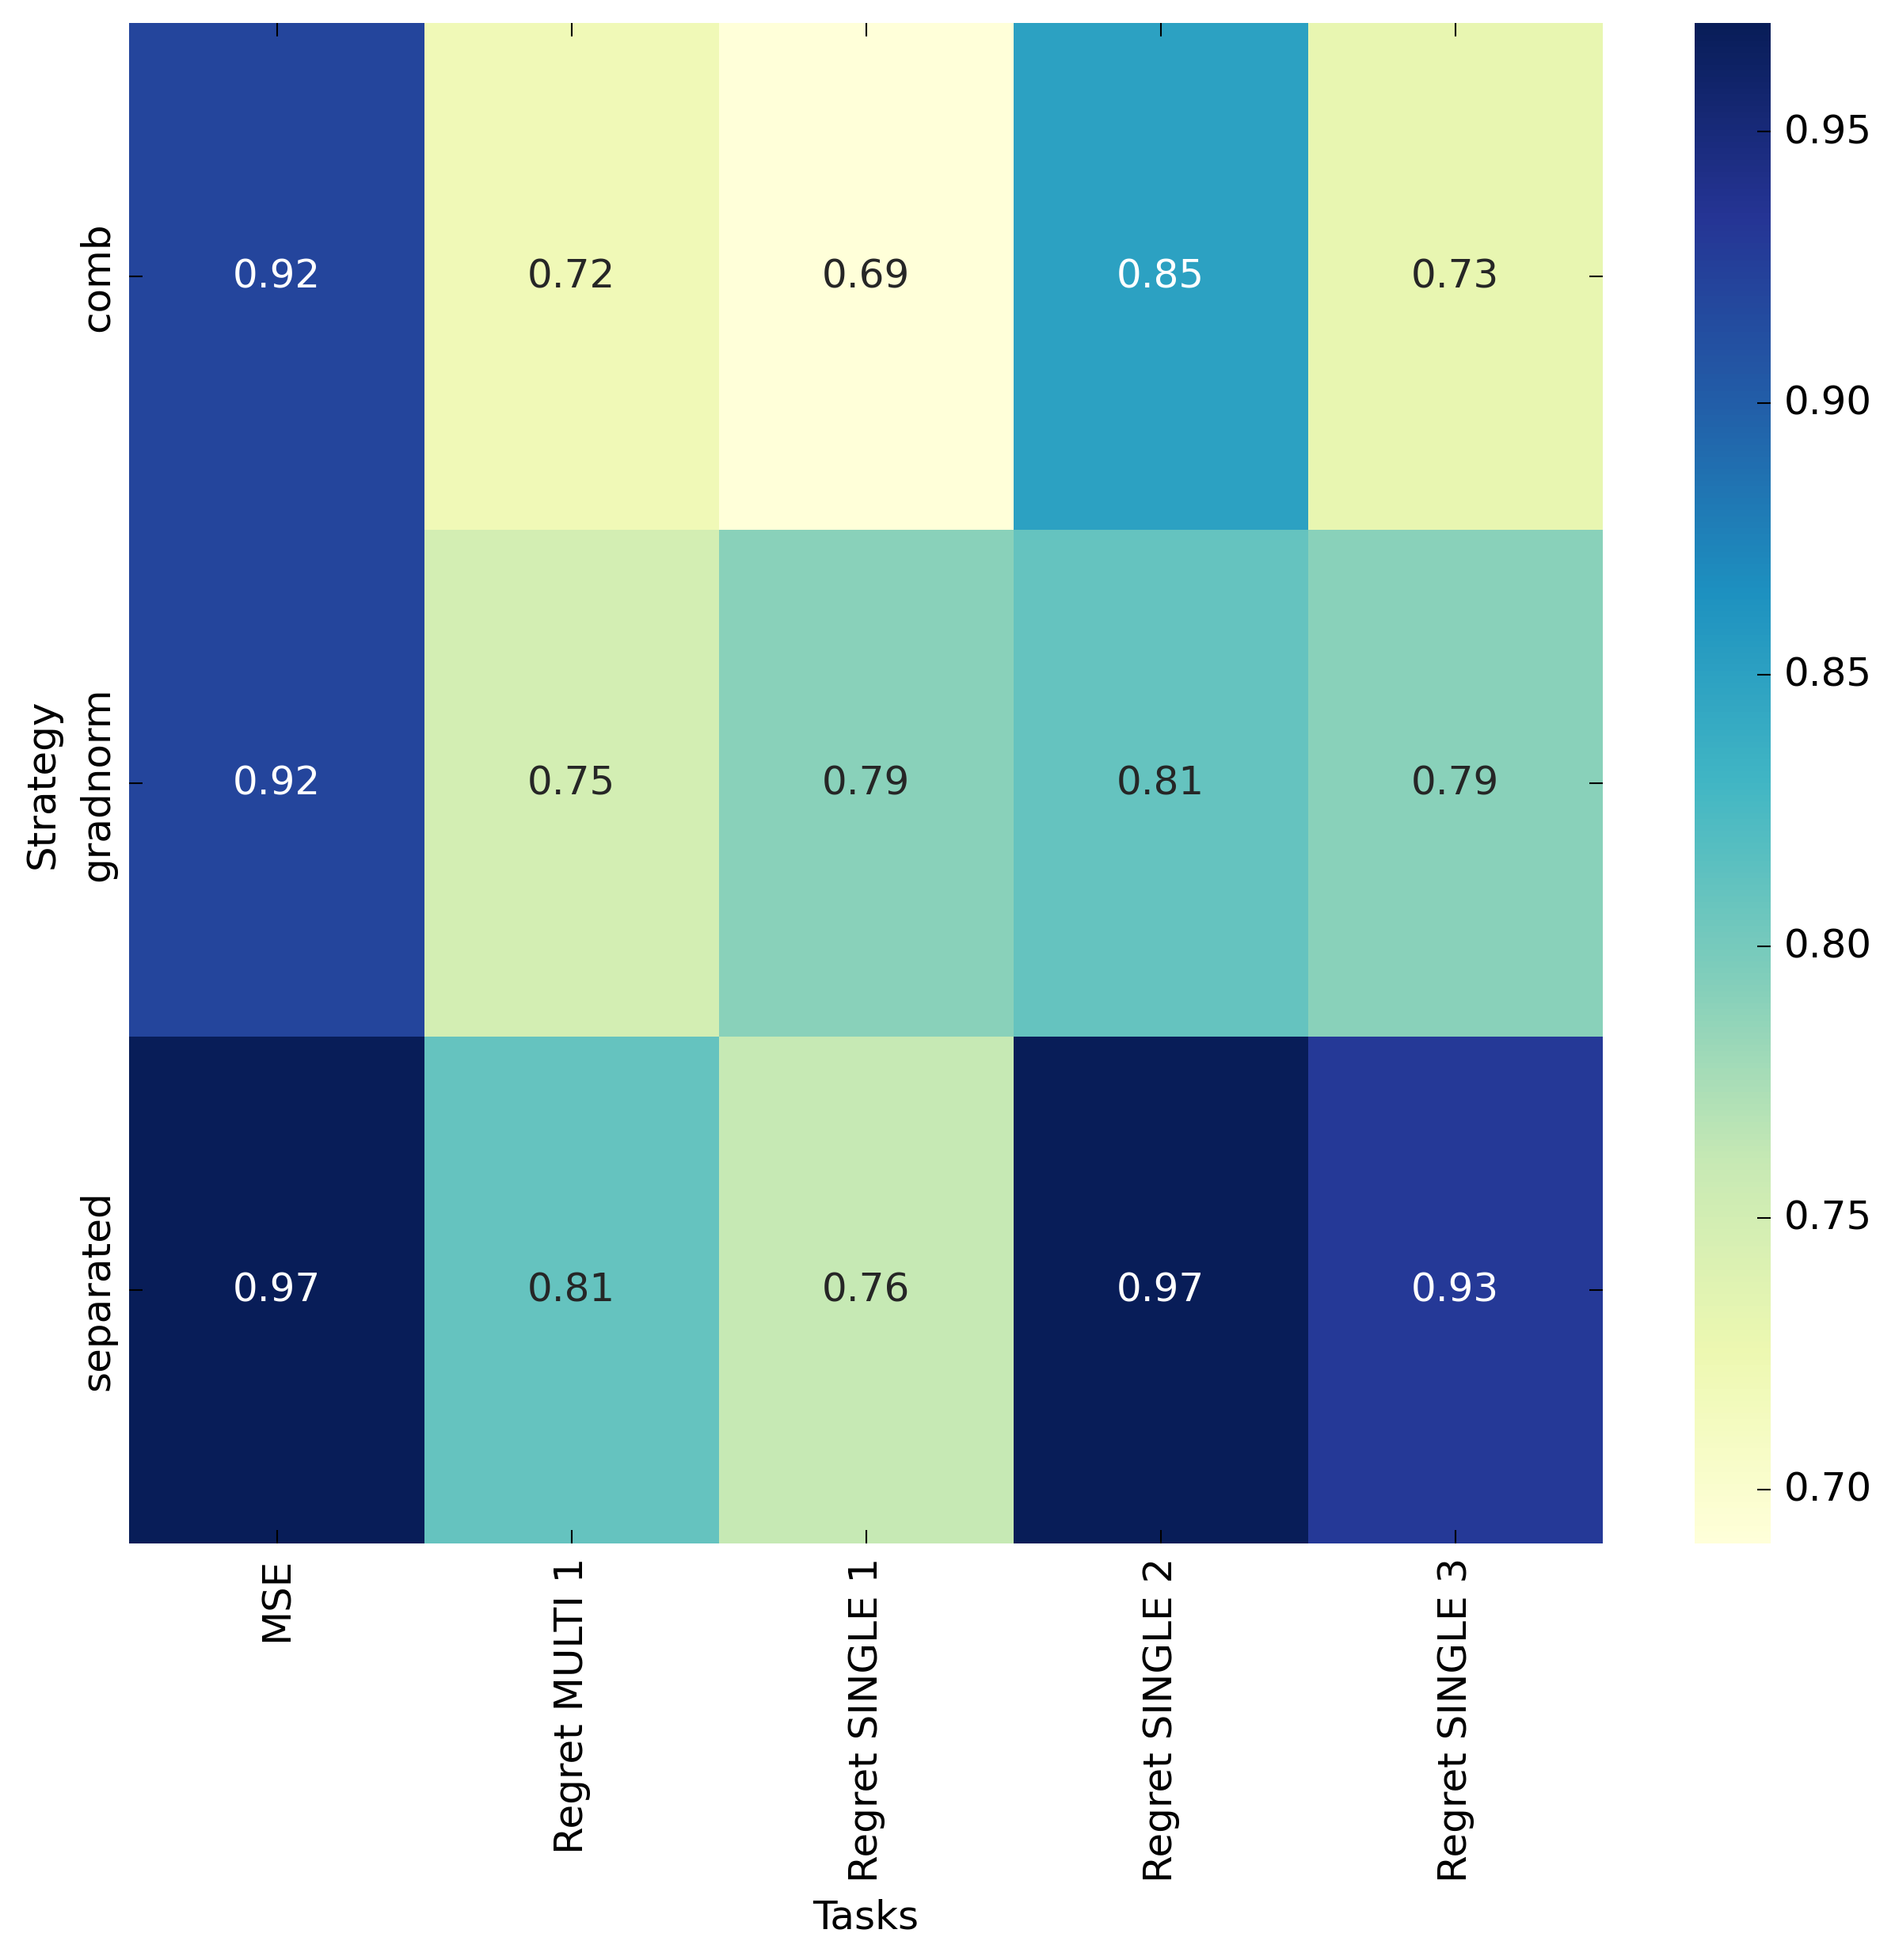 Strategy
comb
0.92 0.72 0.69 0.85 0.73
gradnorm
0.92 0.75 0.79 0.81 0.79
separated
0.97 0.81 0.76 0.97 0.93
MSE
Regret MULTI 1
Regret SINGLE 1
Regret SINGLE 2
Regret SINGLE 3
Tasks
0.95
0.90
0.85
0.80
0.75
0.70